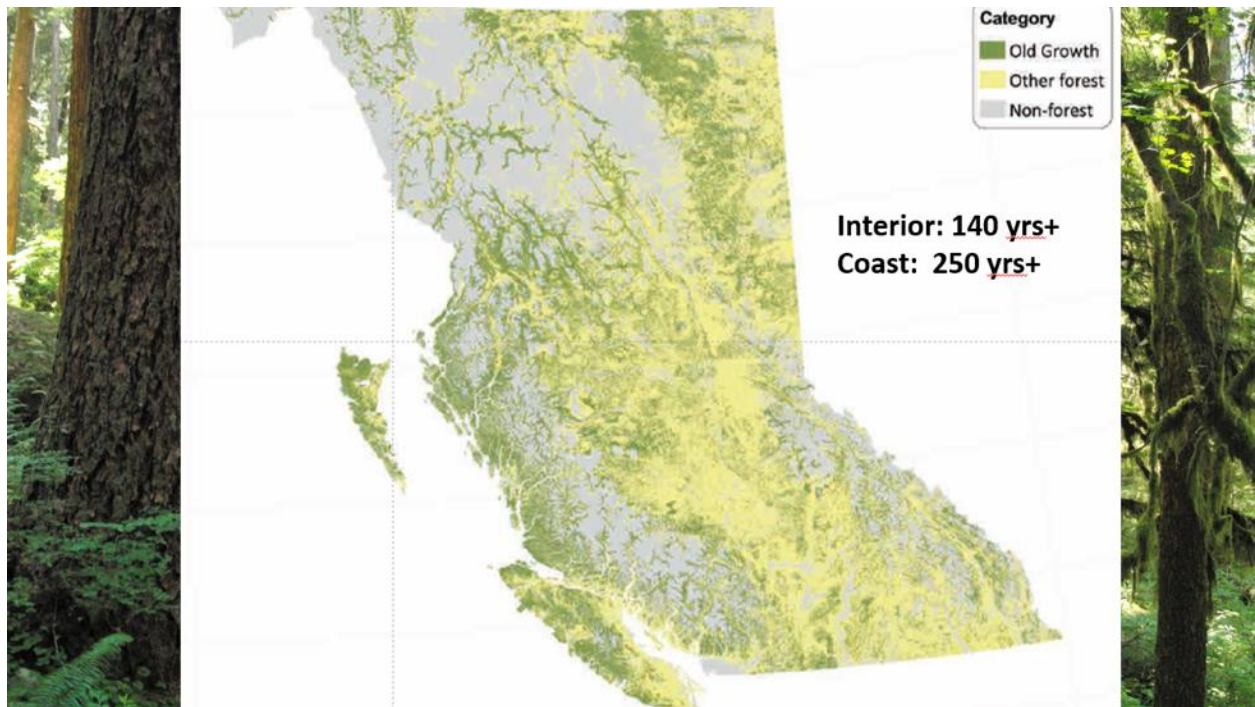 Category
Old Growth
Other forest
Non-forest
Interior: 140 yrs+
Coast:  250 yrs+